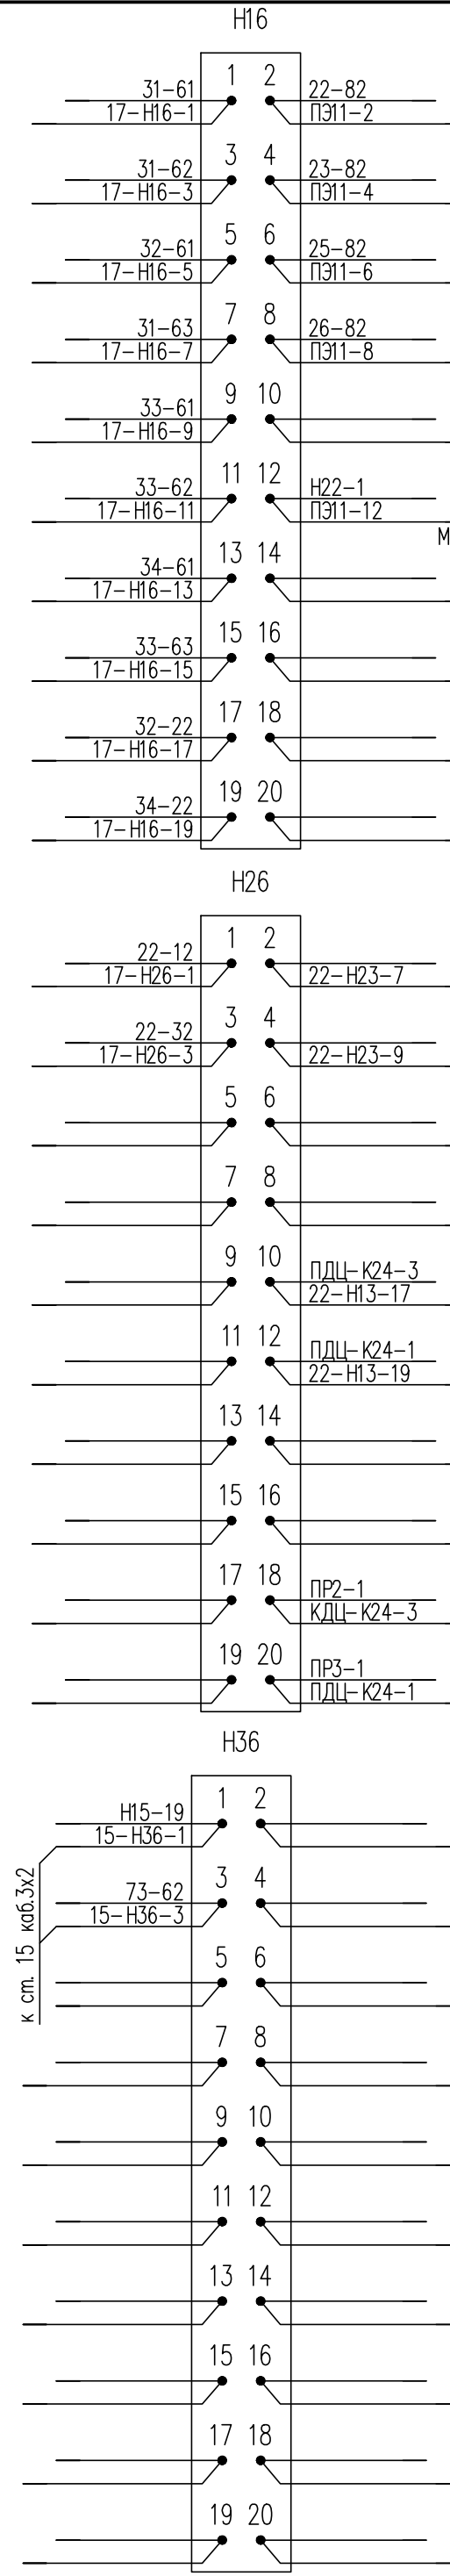 Н16
1 2
31-61 22-82
17-Н16-1 ПЭ11-2
3 4
31-62 23-82
17-Н16-3 ПЭ11-4
5 6
32-61 25-82
17-Н16-5 ПЭ11-6
7 8
31-63 26-82
17-Н16-7 ПЭ11-8
9 10
33-61
17-Н16-9
11 12
33-62 Н22-1
17-Н16-11 ПЭ11-12
М
13 14
34-61
17-Н16-13
15 16
33-63
17-Н16-15
17 18
32-22
17-Н16-17
19 20
34-22
17-Н16-19
Н26
1 2
22-12
17-Н26-1 22-Н23-7
3 4
22-32
17-Н26-3 22-Н23-9
5 6
7 8
9 10
ПДЦ-К24-3
22-Н13-17
11 12
ПДЦ-К24-1
22-Н13-19
13 14
15 16
17 18
ПР2-1
КДЦ-К24-3
19 20
ПР3-1
ПДЦ-К24-1
Н36
1 2
Н15-19
15-Н36-1
3 4
73-62
15-Н36-3
к ст. 15 каб.3х2
5 6
7 8
9 10
11 12
13 14
15 16
17 18
19 20